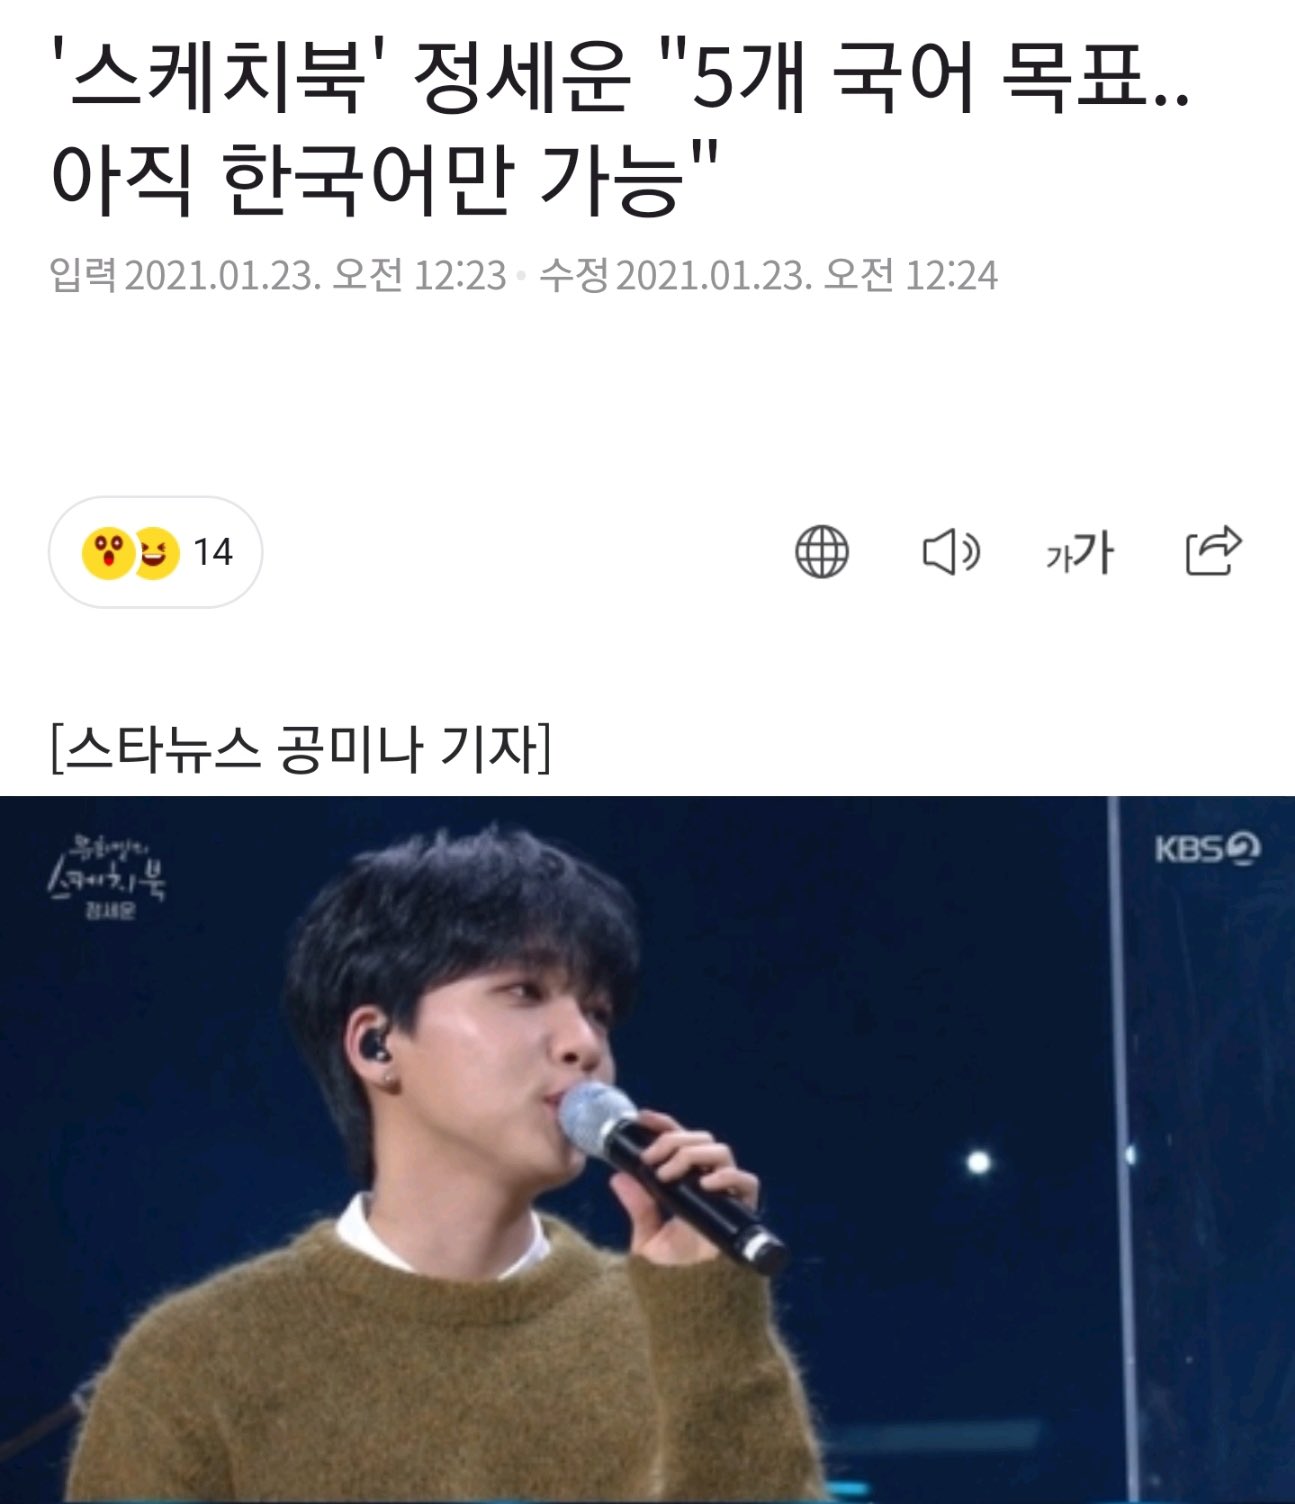 '스케치북' 정세운 "5개 국어 목표..
아직 한국어만 가능"
입력 2021.01.23. 오전 12:23 · 수정 2021.01.23. 오전 12:24
14
가가
[스타뉴스 공미나 기자]
유희열의
스케치북
정세운
KBS2